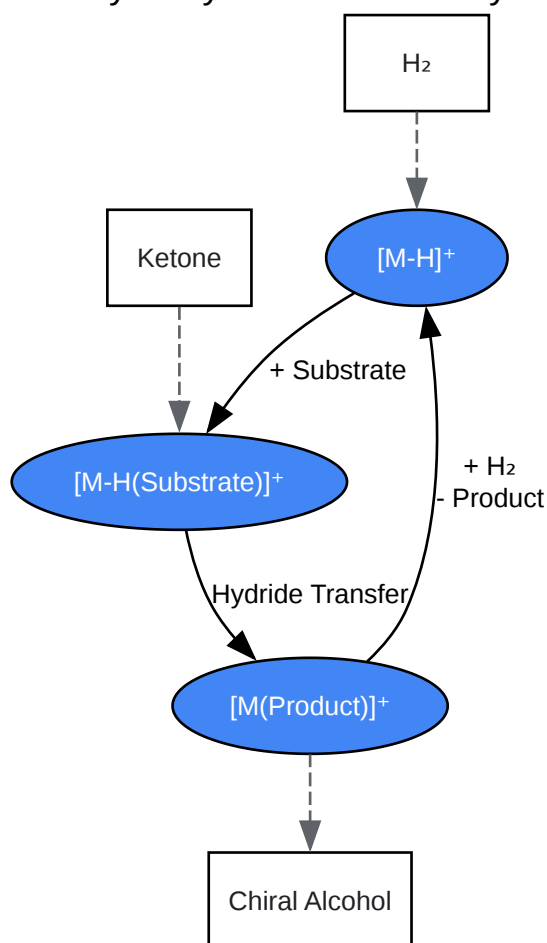 H₂
[M-H]⁺
Ketone
+ Substrate
[M-H(Substrate)]⁺
+ H₂
- Product
Hydride Transfer
[M(Product)]⁺
Chiral Alcohol